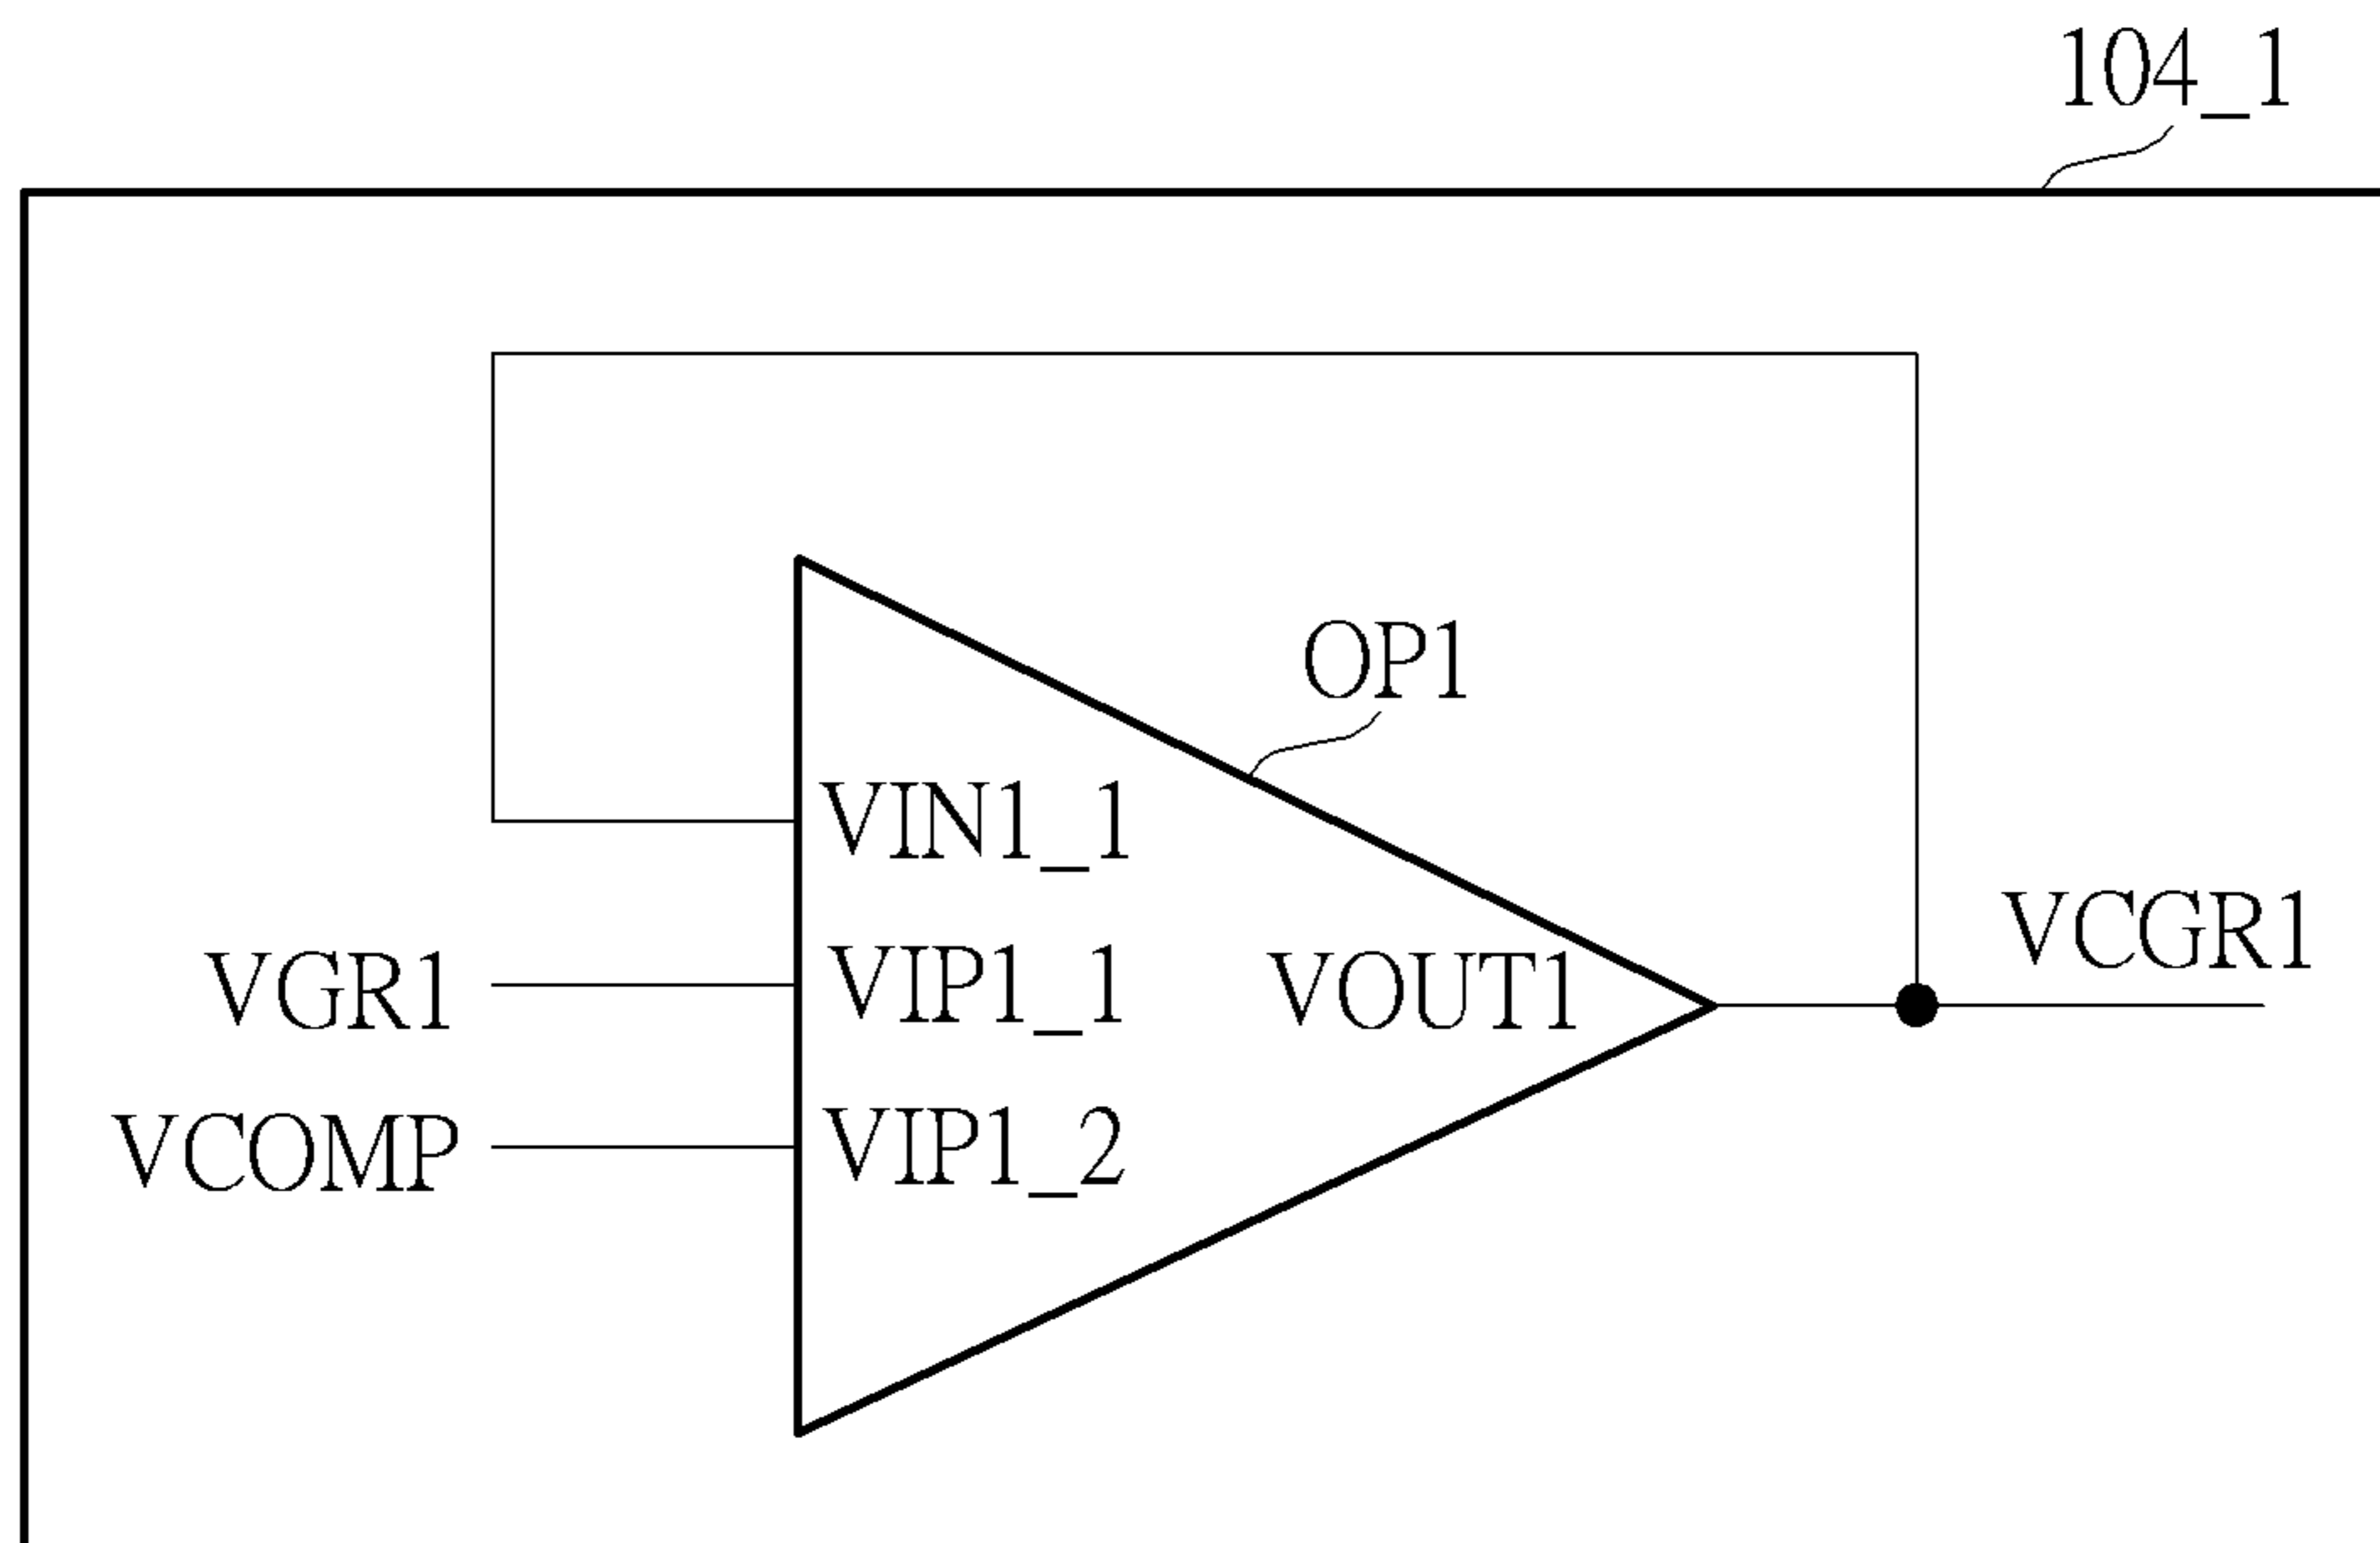 104_1
OP1
VIN1_1
VCGR1
VGR1
VIP1_1
VOUT1
VCOMP
VIP1_2